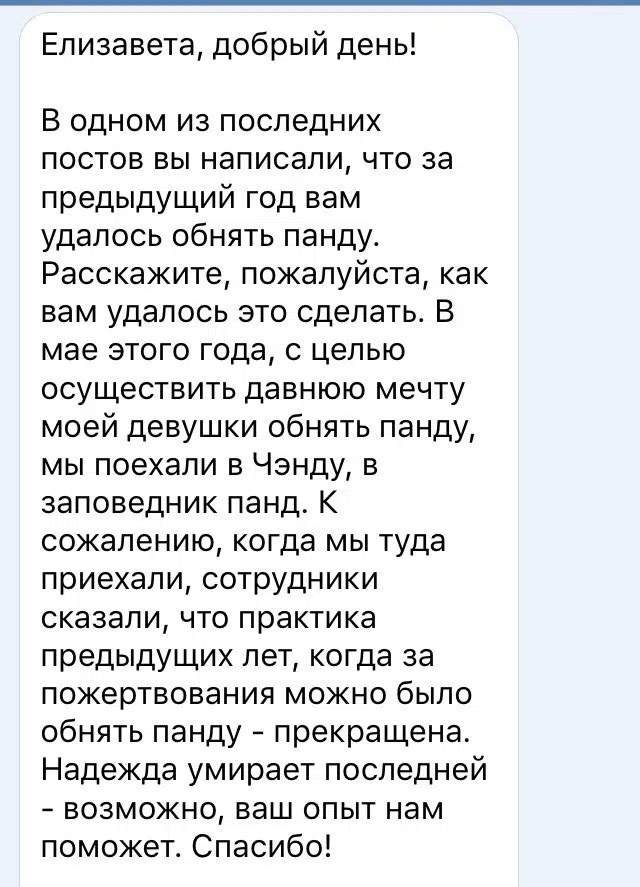 Елизавета, добрый день!
В одном из последних
постов вы написали, что за
предыдущий год вам
удалось обнять панду.
Расскажите, пожалуйста, как
вам удалось это сделать. В
мае этого года, с целью
осуществить давнюю мечту
моей девушки обнять панду,
мы поехали в Чэнду, в
заповедник панд. К
сожалению, когда мы туда
приехали, сотрудники
сказали, что практика
предыдущих лет, когда за
пожертвования можно было
обнять панду - прекращена.
Надежда умирает последней
- возможно, ваш опыт нам
поможет. Спасибо!